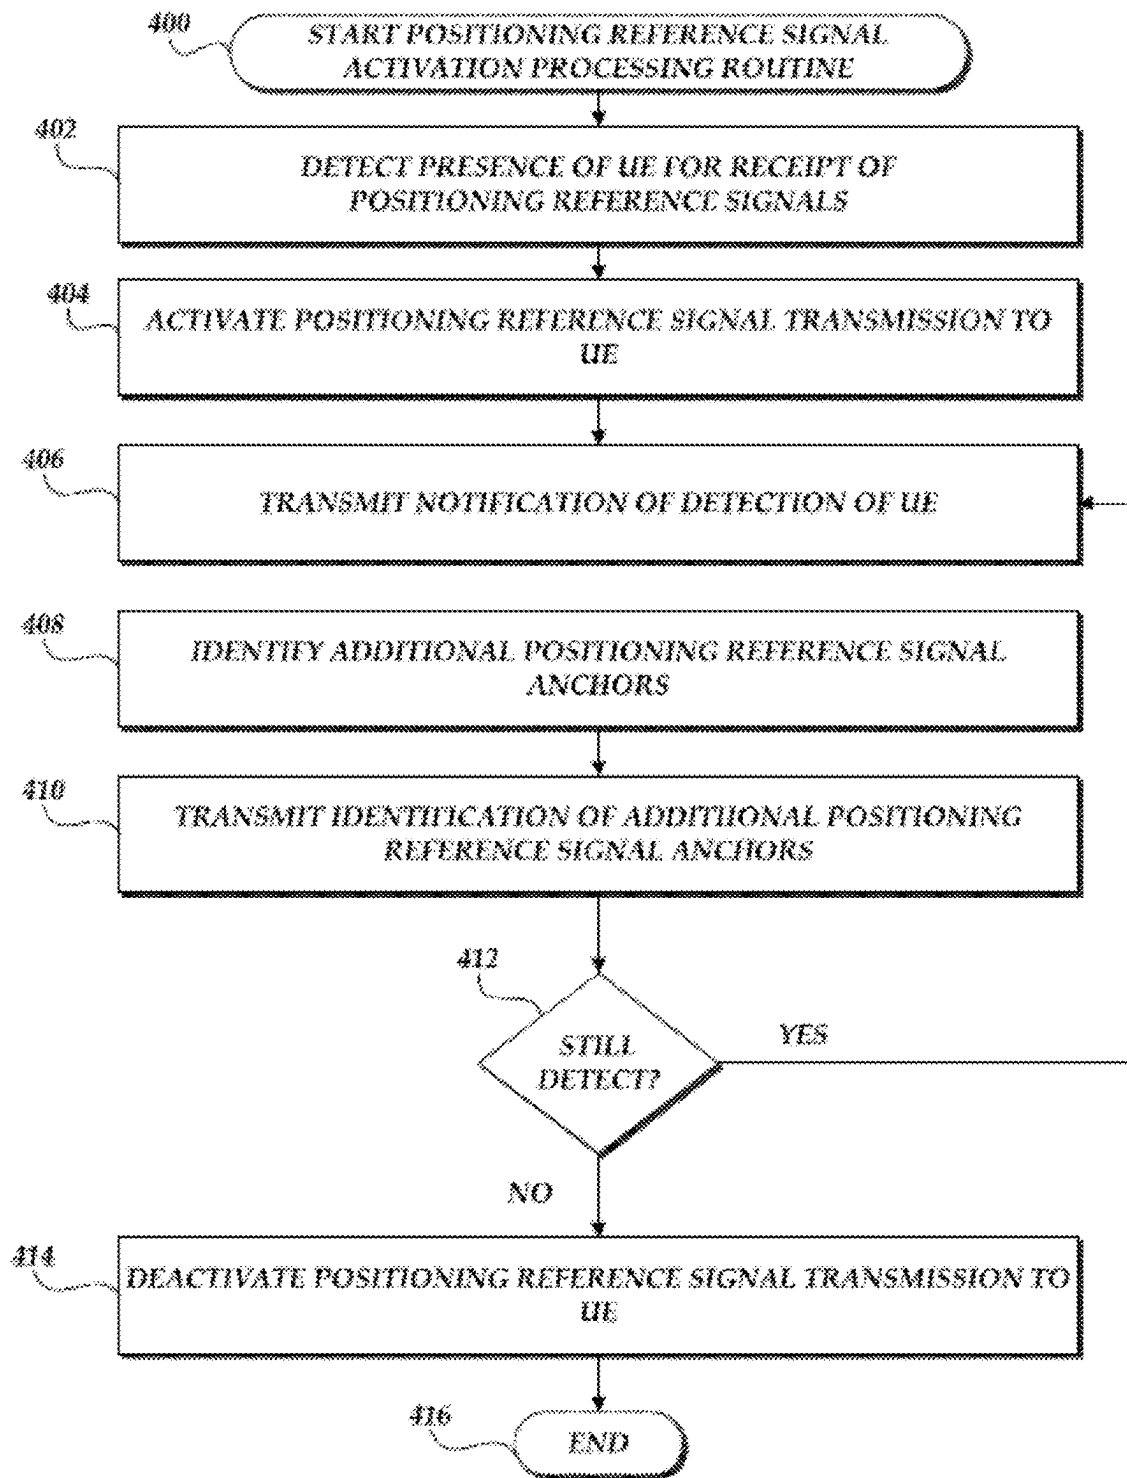 400
START POSITIONING REFERENCE SIGNAL
ACTIVATION PROCESSING ROUTINE
402
DETECT PRESENCE OF UE FOR RECEIPT OF
POSITIONING REFERENCE SIGNALS
404
ACTIVATE POSITIONING REFERENCE SIGNAL TRANSMISSION TO
UE
406
TRANSMIT NOTIFICATION OF DETECTION OF UE
408
IDENTIFY ADDITIONAL POSITIONING REFERENCE SIGNAL
ANCHORS
410
TRANSMIT IDENTIFICATION OF ADDITIONAL POSITIONING
REFERENCE SIGNAL ANCHORS
412
STILL
DETECT?
YES
NO
414
DEACTIVATE POSITIONING REFERENCE SIGNAL TRANSMISSION TO
UE
416
END